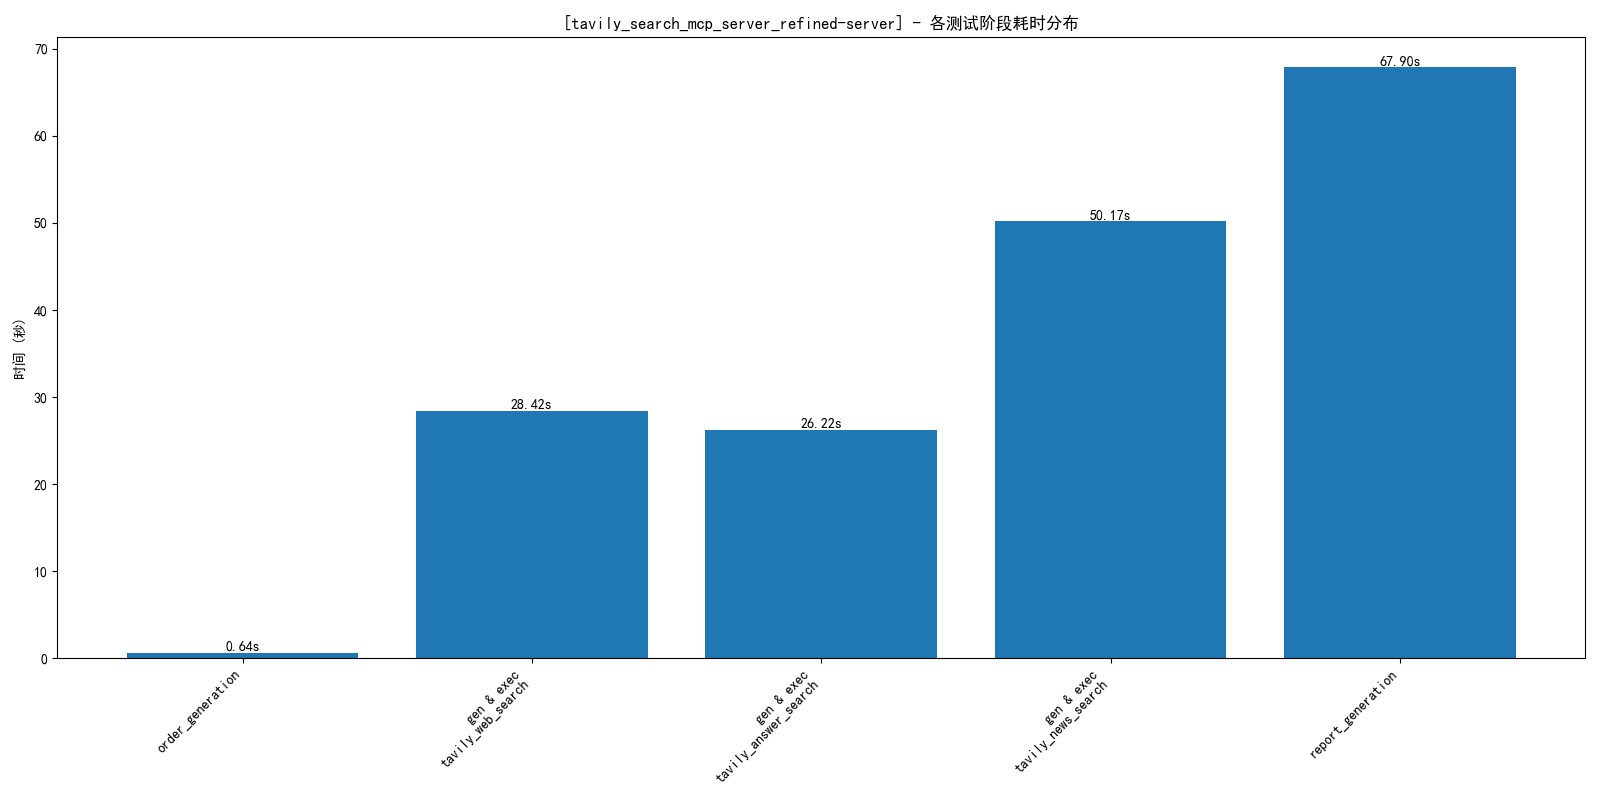 [tavily_search_mcp_server_refined-server] - 各测试阶段耗时分布
时间 (秒)
70
60
50
40
30
20
10
0
0.64s
28.42s
26.22s
50.17s
67.90s
order_generation
gen & exec
tavily_web_search
gen & exec
tavily_answer_search
gen & exec
tavily_news_search
report_generation